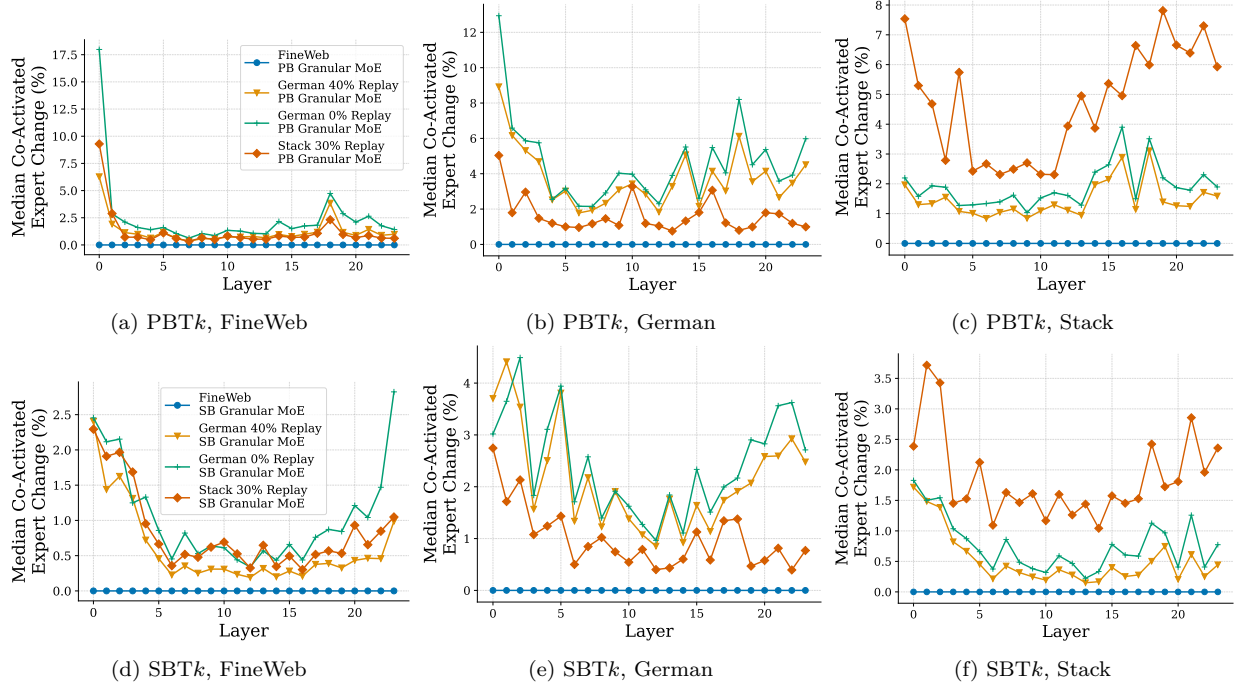 Median Co-Activated
Expert Change (%)
17.5
15.0
12.5
10.0
7.5
5.0
2.5
0.0
0
5
10
15
20
Layer
FineWeb
PB Granular MoE
German 40% Replay
PB Granular MoE
German 0% Replay
PB Granular MoE
Stack 30% Replay
PB Granular MoE
(a) PBTk, FineWeb
Median Co-Activated
Expert Change (%)
12
10
8
6
4
2
0
0
5
10
15
20
Layer
(b) PBTk, German
Median Co-Activated
Expert Change (%)
8
7
6
5
4
3
2
1
0
0
5
10
15
20
Layer
(c) PBTk, Stack
Median Co-Activated
Expert Change (%)
2.5
2.0
1.5
1.0
0.5
0.0
0
5
10
15
20
Layer
FineWeb
SB Granular MoE
German 40% Replay
SB Granular MoE
German 0% Replay
SB Granular MoE
Stack 30% Replay
SB Granular MoE
(d) SBTk, FineWeb
Median Co-Activated
Expert Change (%)
4
3
2
1
0
0
5
10
15
20
Layer
(e) SBTk, German
Median Co-Activated
Expert Change (%)
3.5
3.0
2.5
2.0
1.5
1.0
0.5
0.0
0
5
10
15
20
Layer
(f) SBTk, Stack